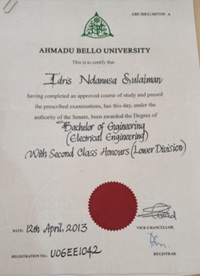 AHMADU BELLO UNIVERSITY
This is to certify that
Idris Ndanusa Sulaiman
having completed an approved course of study and passed
the prescribed examinations, has this day, under the
authority of the Senate, been awarded the Degree of
Bachelor of Engineering
(Electrical Engineering)
With Second Class Honours (Lower Division)
VICE-CHANCELLOR
DATE: 12th April, 2013
REGISTRAR
REGISTRATION NO. U06EE1042